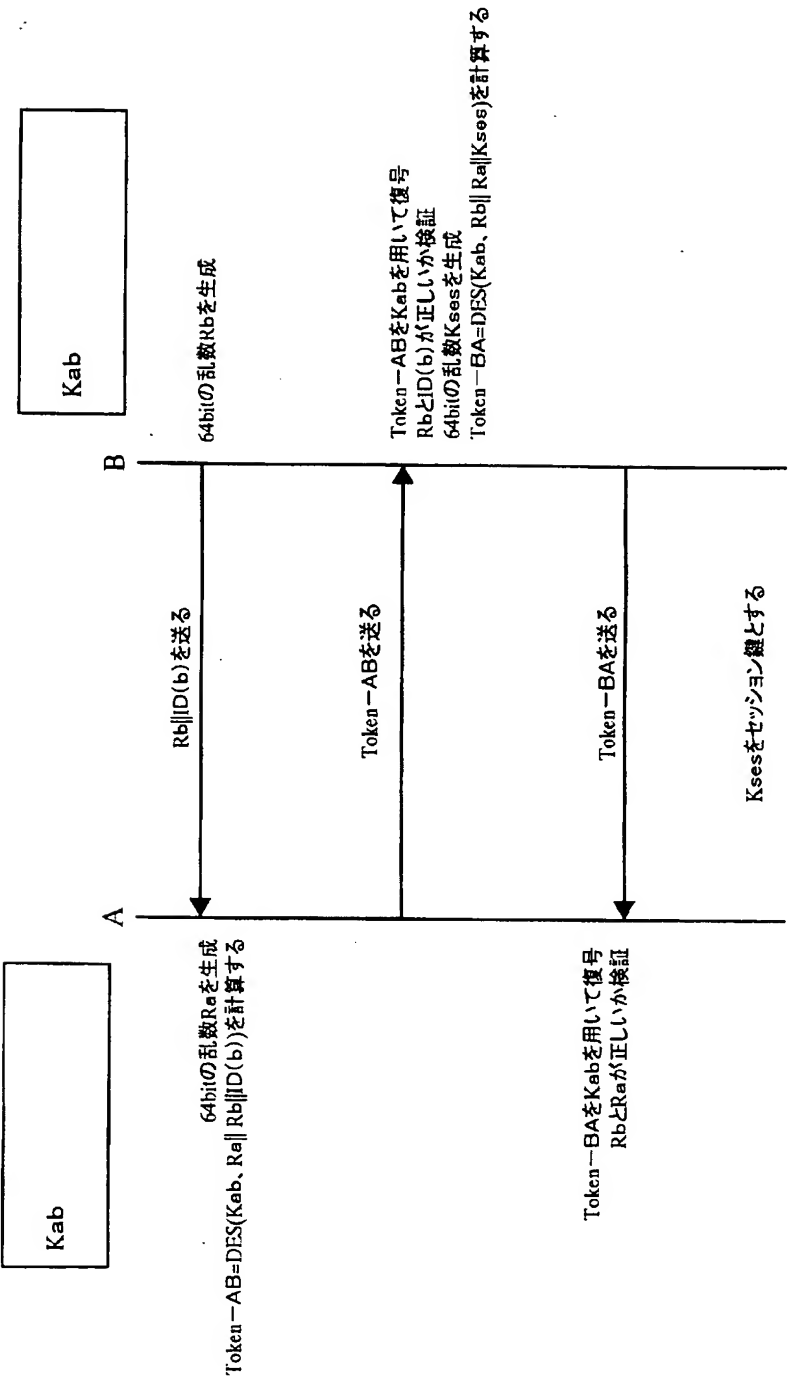 Kab
Kab
A
B
64bitの乱数Rbを生成
Rb||ID(b)を送る
64bitの乱数Raを生成
Token－AB=DES(Kab、Ra|| Rb||ID(b))を計算する
Token－ABを送る
Token－ABをKabを用いて復号
RbとID(b)が正しいか検証
64bitの乱数Ksesを生成
Token－BA=DES(Kab、Rb|| Ra||Kses)を計算する
Token－BAを送る
Token－BAをKabを用いて復号
RbとRaが正しいか検証
Ksesをセッション鍵とする